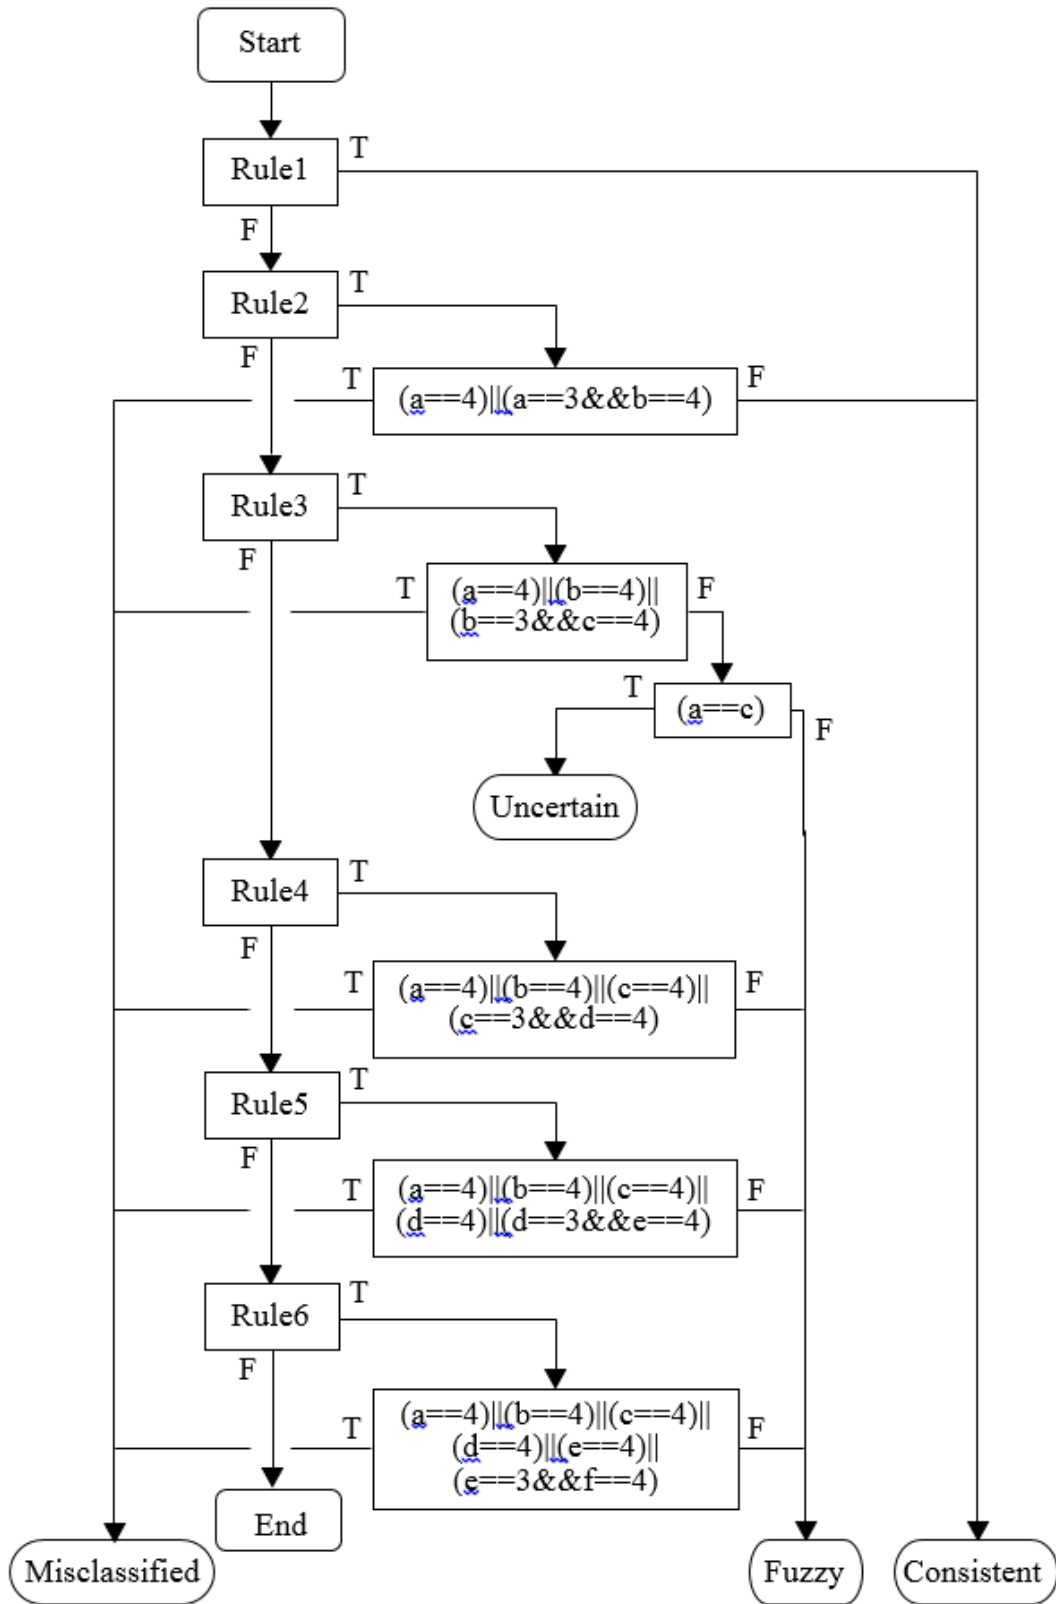 Start
T
Rule1
F
T
Rule2
F
T
(a==4)||(a==3&&b==4)
F
T
Rule3
F
T
(a==4)||(b==4)||
(b==3&&c==4)
F
T
(a==c)
F
Uncertain
T
Rule4
F
T
(a==4)||(b==4)||(c==4)||
(c==3&&d==4)
F
T
Rule5
F
T
(a==4)||(b==4)||(c==4)||
(d==4)||(d==3&&e==4)
F
T
Rule6
F
T
(a==4)||(b==4)||(c==4)||
(d==4)||(e==4)||
(e==3&&f==4)
F
End
Misclassified
Fuzzy
Consistent